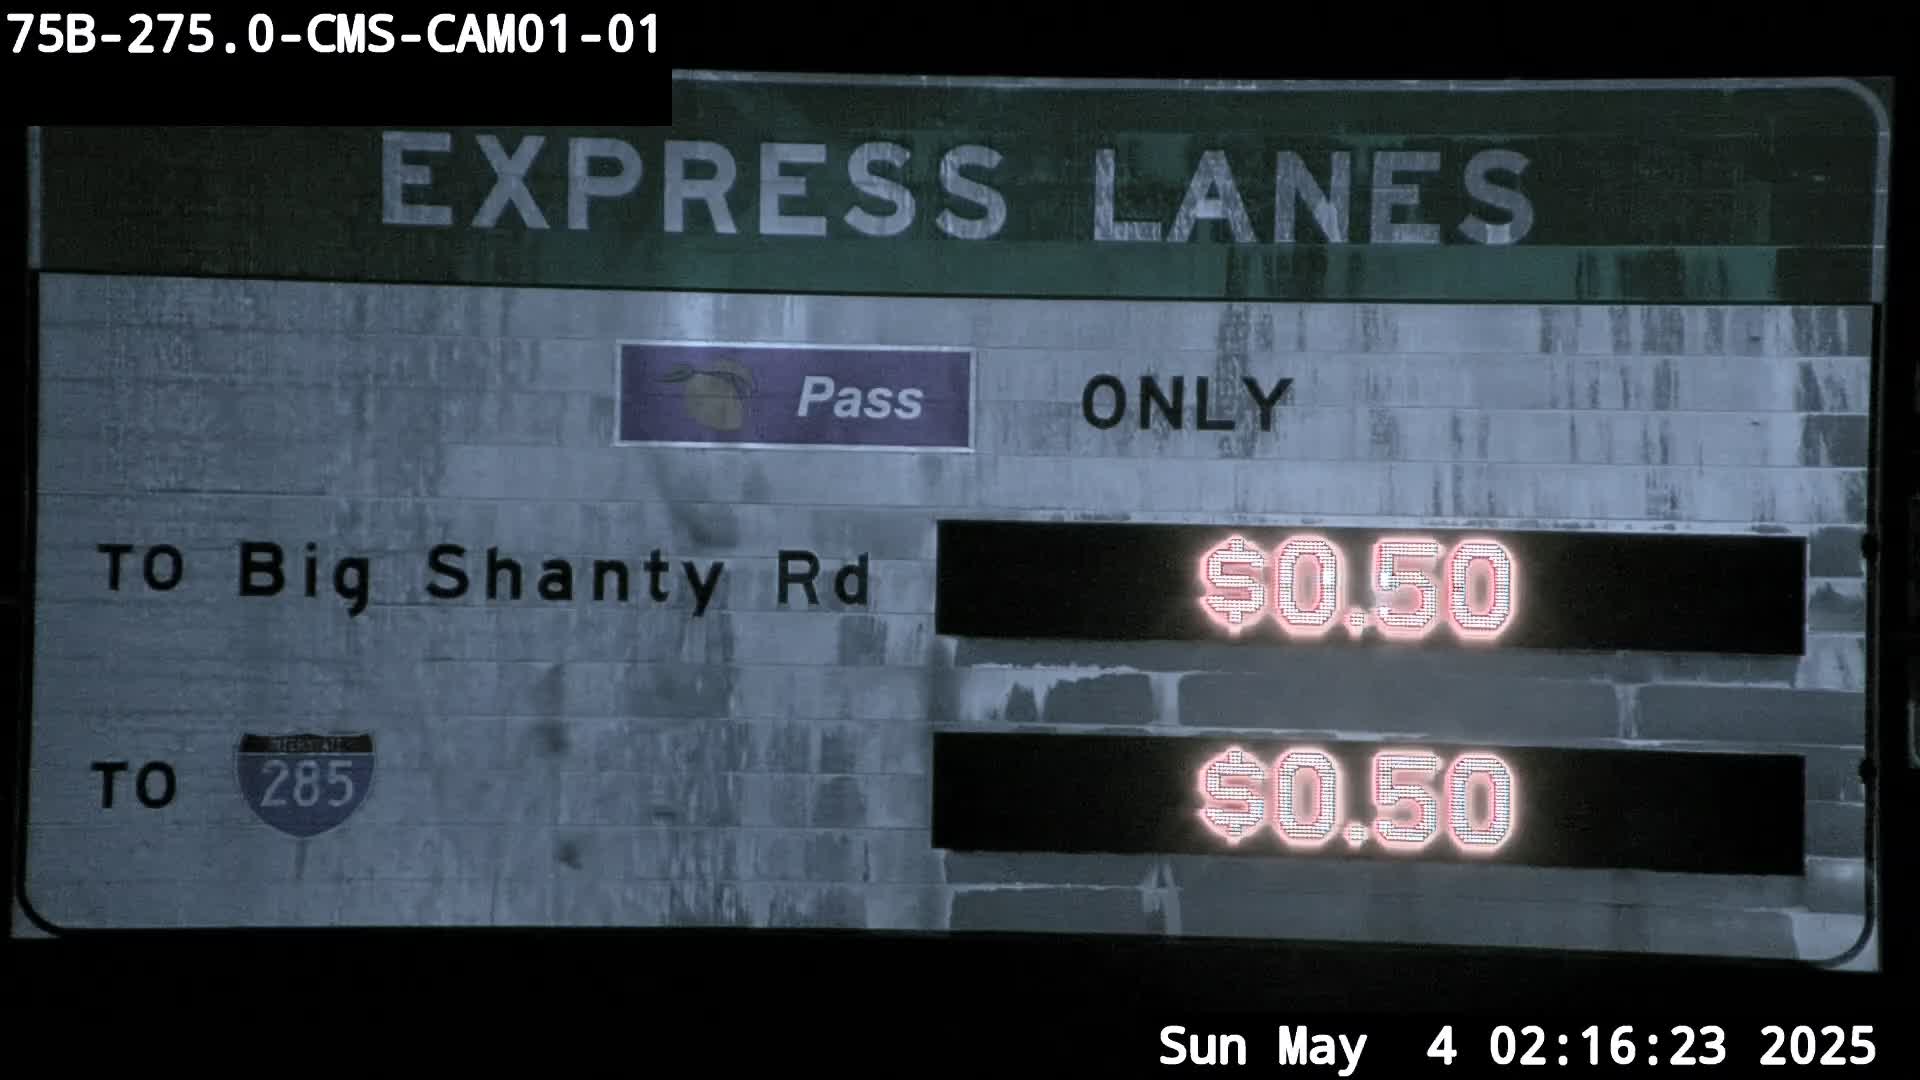 75B-275.0-CMS-CAM01-01
EXPRESS LANES
Pass ONLY
TO Big Shanty Rd $0.50
TO 285 $0.50
Sun May 4 02:16:23 2025